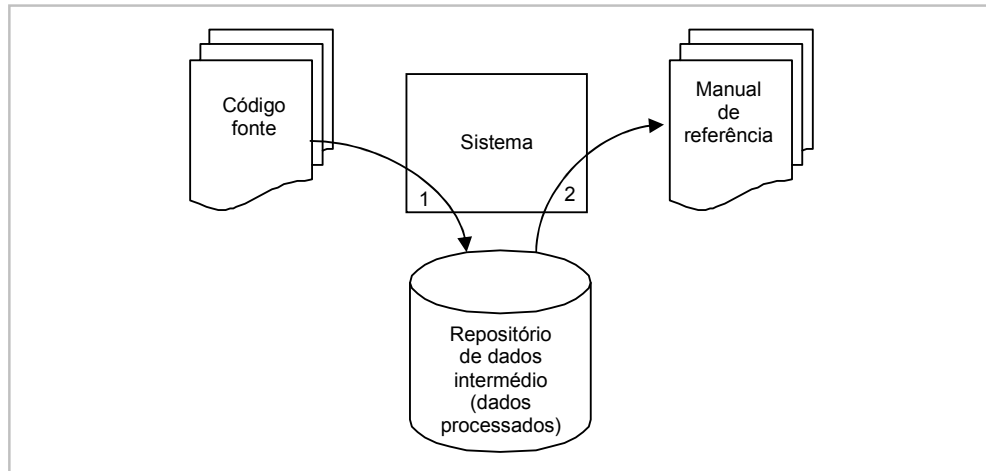 Código
fonte
Sistema
Manual
de
referência
1
2
Repositório
de dados
intermédio
(dados
processados)